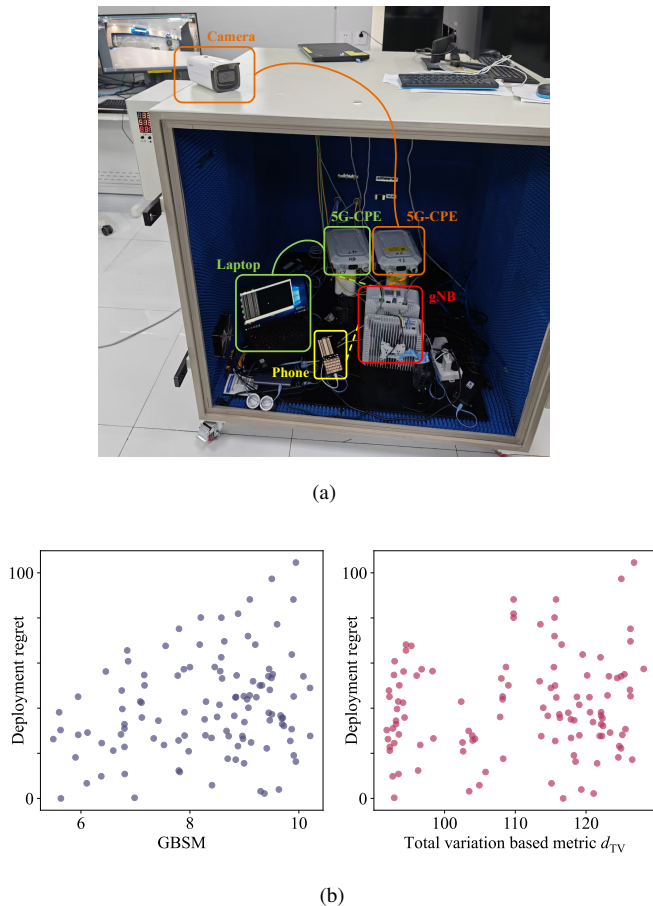 Camera
5G-CPE 5G-CPE
Laptop
gNB
Phone
(a)
100
0
Deployment regret
6 8 10
GBSM
100
0
Deployment regret
100 110 120
Total variation based metric d_TV
(b)